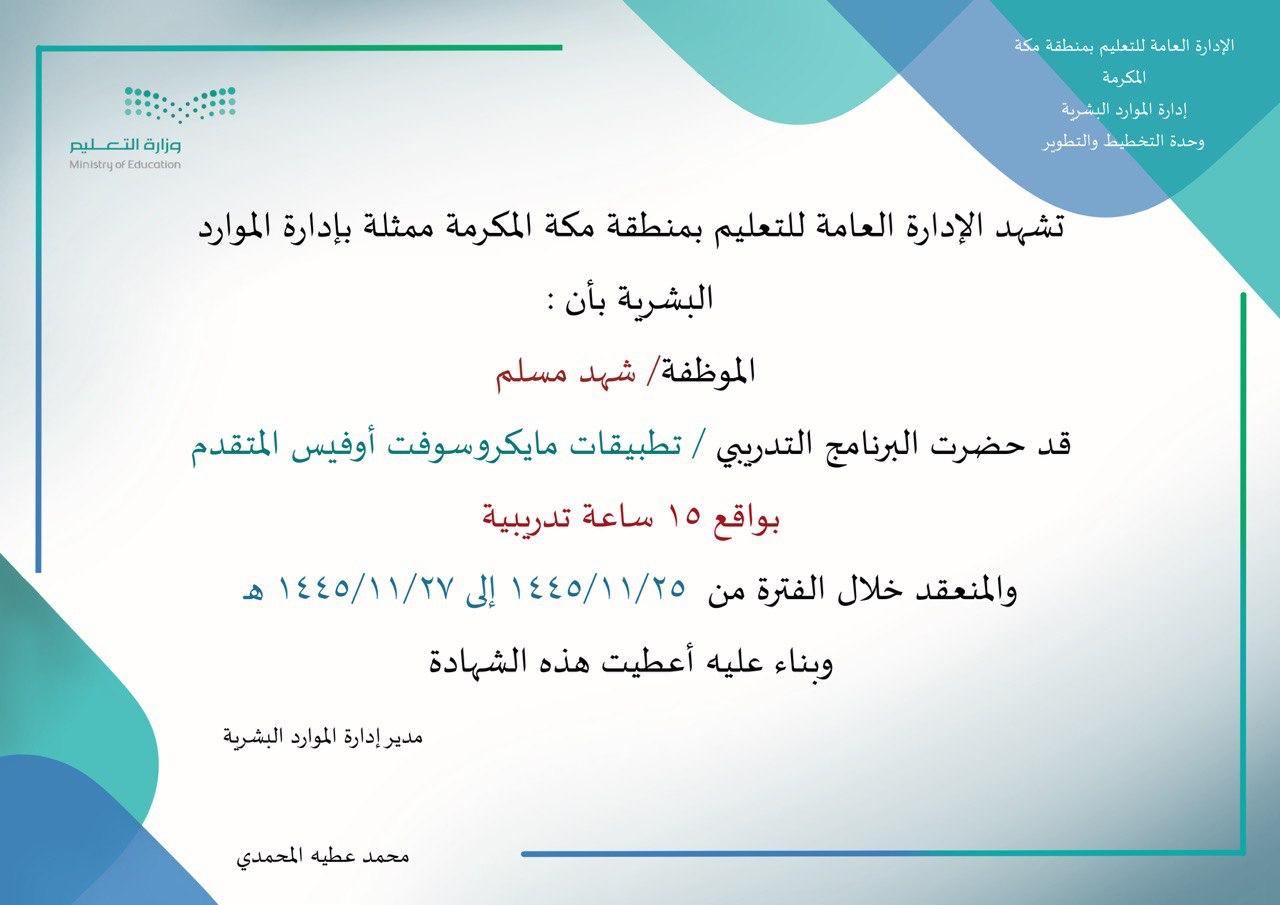 الإدارة العامة للتعليم بمنطقة مكة
المكرمة
إدارة الموارد البشرية
وحدة التخطيط والتطوير
وزارة التعـــليم
Ministry of Education
تشهد الإدارة العامة للتعليم بمنطقة مكة المكرمة ممثلة بإدارة الموارد
البشرية بأن :
الموظفة/ شهد مسلم
قد حضرت البرنامج التدريبي / تطبيقات مايكروسوفت أوفيس المتقدم
بواقع ١٥ ساعة تدريبية
والمنعقد خلال الفترة من ١٤٤٥/١١/٢٥ إلى ١٤٤٥/١١/٢٧ هـ
وبناء عليه أعطيت هذه الشهادة
مدير إدارة الموارد البشرية
محمد عطيه المحمدي